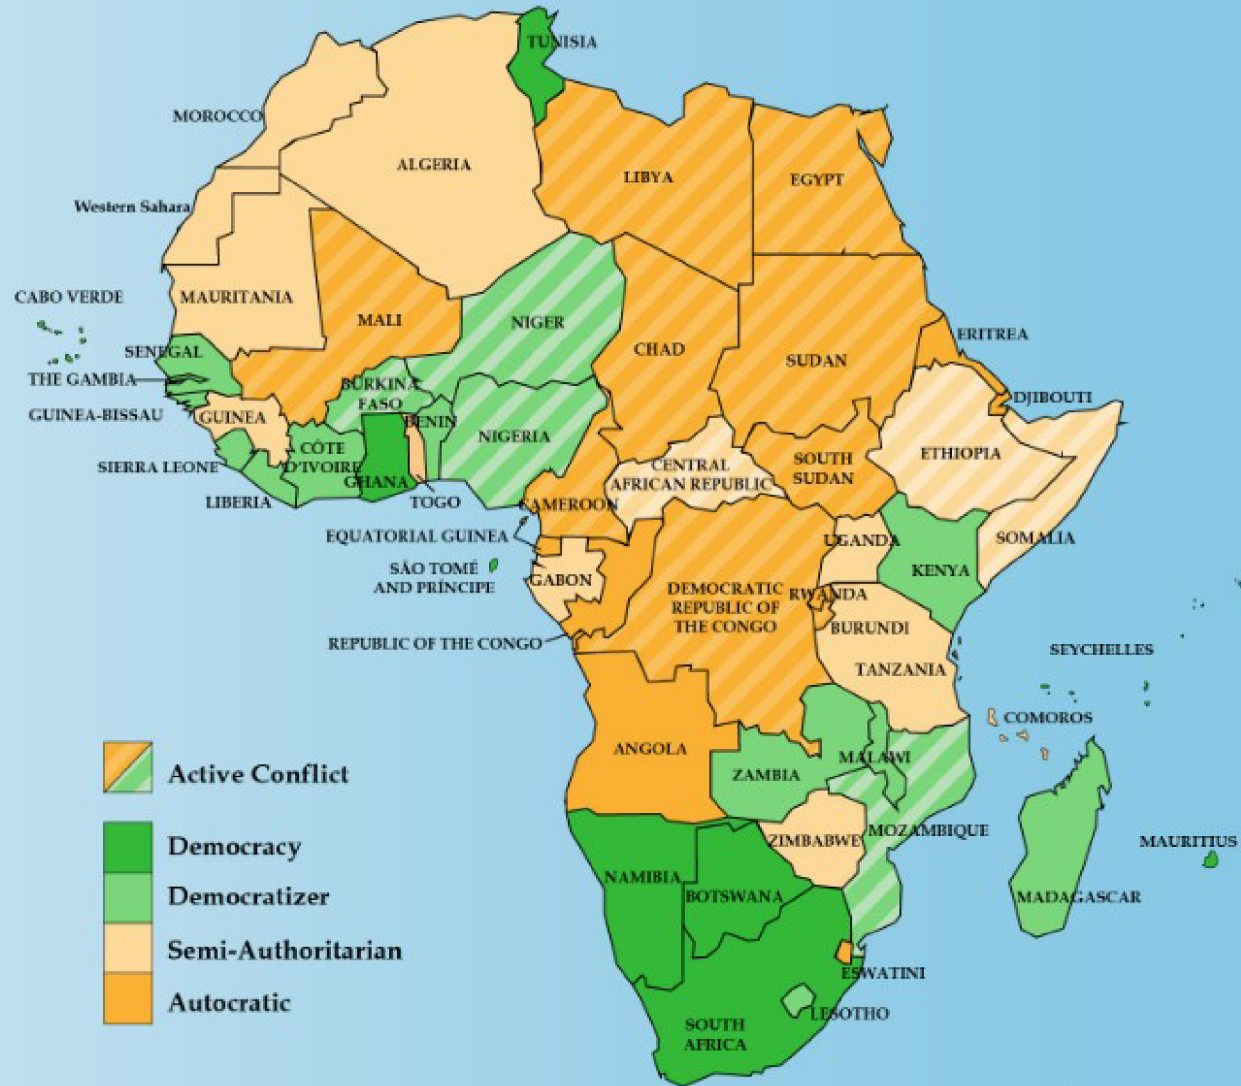 TUNISIA
MOROCCO
ALGERIA
LIBYA
EGYPT
Western Sahara
CABO VERDE
MAURITANIA
MALI
NIGER
CHAD
SUDAN
ERITREA
SENEGAL
THE GAMBIA
GUINEA-BISSAU
GUINEA
BURKINA
FASO
BENIN
NIGERIA
DJIBOUTI
SIERRA LEONE
CÔTE
D'IVOIRE
GHANA
LIBERIA
TOGO
CENTRAL
AFRICAN REPUBLIC
SOUTH
SUDAN
ETHIOPIA
CAMEROON
EQUATORIAL GUINEA
SÃO TOMÉ
AND PRÍNCIPE
GABON
UGANDA
SOMALIA
KENYA
DEMOCRATIC
REPUBLIC OF
THE CONGO
RWANDA
BURUNDI
REPUBLIC OF THE CONGO
TANZANIA
SEYCHELLES
COMOROS
ANGOLA
ZAMBIA
MALAWI
MOZAMBIQUE
ZIMBABWE
MAURITIUS
NAMIBIA
BOTSWANA
MADAGASCAR
ESWATINI
LESOTHO
SOUTH
AFRICA
Active Conflict
Democracy
Democratizer
Semi-Authoritarian
Autocratic